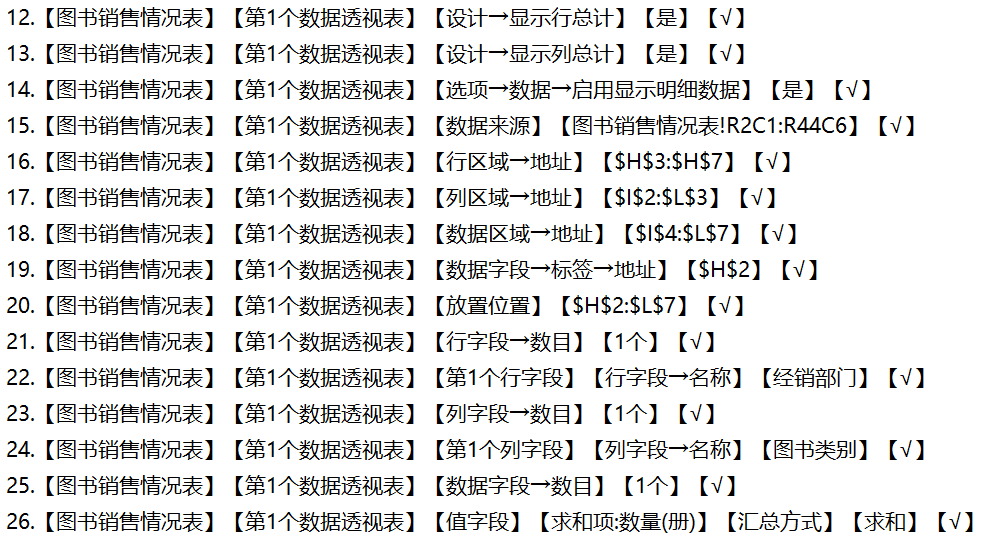 12.【图书销售情况表】【第1个数据透视表】【设计→显示行总计】【是】【√】
13.【图书销售情况表】【第1个数据透视表】【设计→显示列总计】【是】【√】
14.【图书销售情况表】【第1个数据透视表】【选项→数据→启用显示明细数据】【是】【√】
15.【图书销售情况表】【第1个数据透视表】【数据来源】【图书销售情况表!R2C1:R44C6】【√】
16.【图书销售情况表】【第1个数据透视表】【行区域→地址】【$H$3:$H$7】【√】
17.【图书销售情况表】【第1个数据透视表】【列区域→地址】【$I$2:$L$3】【√】
18.【图书销售情况表】【第1个数据透视表】【数据区域→地址】【$I$4:$L$7】【√】
19.【图书销售情况表】【第1个数据透视表】【数据字段→标签→地址】【$H$2】【√】
20.【图书销售情况表】【第1个数据透视表】【放置位置】【$H$2:$L$7】【√】
21.【图书销售情况表】【第1个数据透视表】【行字段→数目】【1个】【√】
22.【图书销售情况表】【第1个数据透视表】【第1个行字段】【行字段→名称】【经销部门】【√】
23.【图书销售情况表】【第1个数据透视表】【列字段→数目】【1个】【√】
24.【图书销售情况表】【第1个数据透视表】【第1个列字段】【列字段→名称】【图书类别】【√】
25.【图书销售情况表】【第1个数据透视表】【数据字段→数目】【1个】【√】
26.【图书销售情况表】【第1个数据透视表】【值字段】【求和项:数量(册)】【汇总方式】【求和】【√】